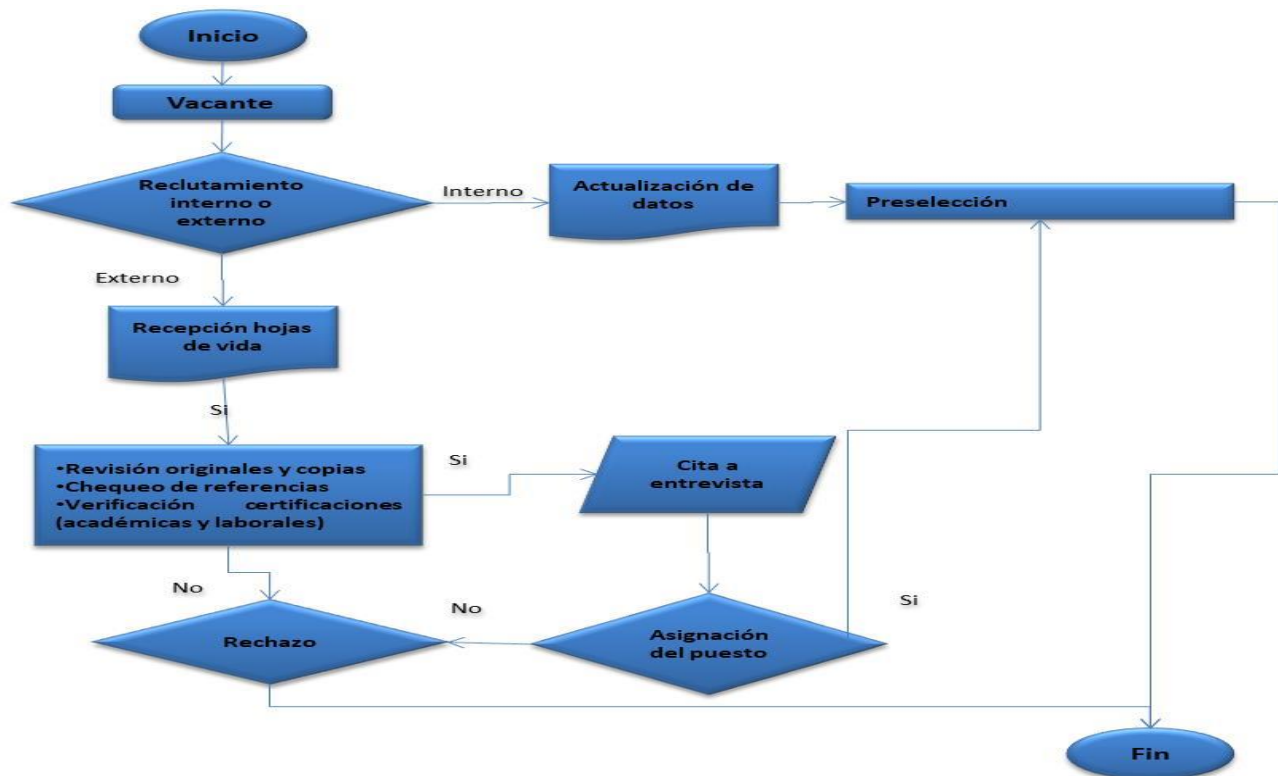 Inicio
Vacante
Reclutamiento
interno o
externo
Interno
Actualización de
datos
Preselección
Externo
Recepción hojas
de vida
Si
•Revisión originales y copias
•Chequeo de referencias
•Verificación certificaciones
(académicas y laborales)
Si
Cita a
entrevista
No
Rechazo
No
Asignación
del puesto
Si
Fin